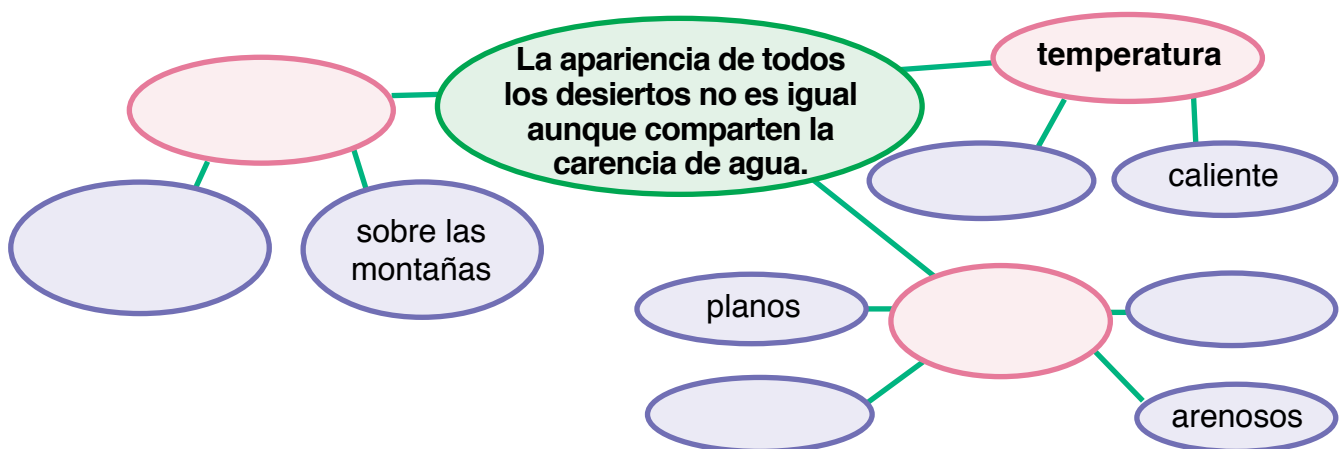 La apariencia de todos
los desiertos no es igual
aunque comparten la
carencia de agua.
temperatura
caliente
sobre las
montañas
planos
arenosos